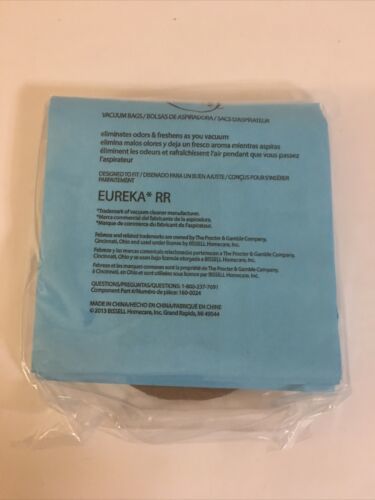 VACUUM BAGS / BOLSAS DE ASPIRADORA / SACS D'ASPIRATEUR
eliminates odors & freshens as you vacuum
elimina malos olores y deja un fresco aroma mientras aspiras
éliminent les odeurs et rafraîchissent l'air pendant que vous passez
l'aspirateur
DESIGNED TO FIT / DISENADO PARA UN BUEN AJUSTE / CONÇUS POUR S'INSÉRER
PARFAITEMENT
EUREKA* RR
*Trademark of vacuum cleaner manufacturer.
*Marca commercial del fabricante de la aspiradora.
*Marque de commerce du fabricant de l'aspirateur.
Febreze and related trademarks are owned by The Procter & Gamble Company,
Cincinnati, Ohio and used under license by BISSELL Homecare, Inc.
Febreze y las marcas comerciales relacionadas pertenecen a The Procter & Gamble Company,
Cincinnati, Ohio y se usan bajo licencia otorgada a BISSELL Homecare, Inc.
Febreze et les marques connexes sont la propriété de The Procter & Gamble Company,
à Cincinnati, en Ohio et sont utilisées sous licence par BISSELL Homecare, Inc.
QUESTIONS/PREGUNTAS/QUESTIONS: 1-800-237-7691
Component Part #/Numéro de pièce: 160-0024
MADE IN CHINA/HECHO EN CHINA/FABRIQUÉ EN CHINE
© 2013 BISSELL Homecare, Inc. Grand Rapids, MI 49544